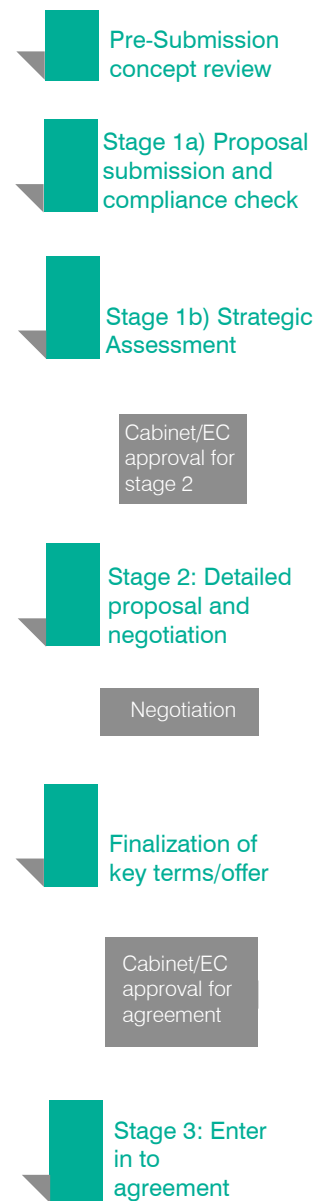 Pre-Submission
concept review
Stage 1a) Proposal
submission and
compliance check
Stage 1b) Strategic
Assessment
Cabinet/EC
approval for
stage 2
Stage 2: Detailed
proposal and
negotiation
Negotiation
Finalization of
key terms/offer
Cabinet/EC
approval for
agreement
Stage 3: Enter
in to
agreement